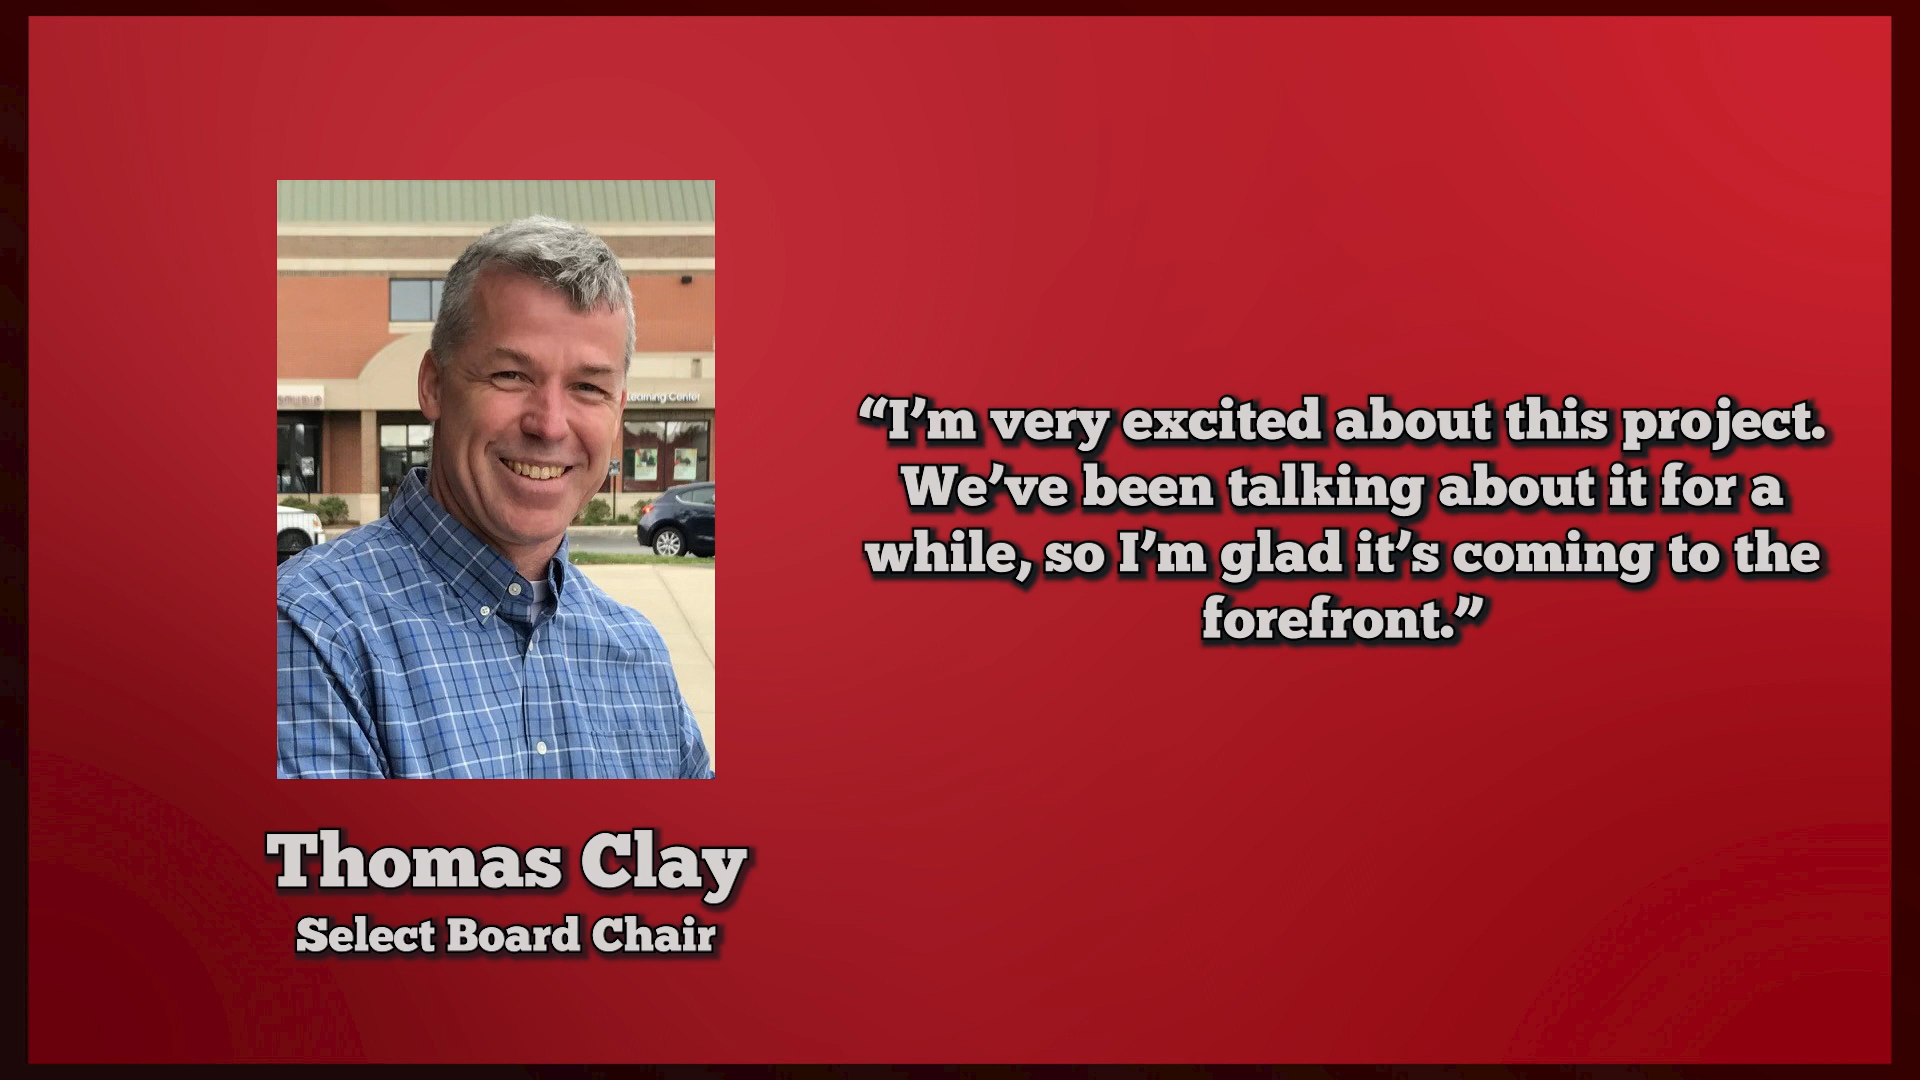 Learning Center
“I’m very excited about this project.
We’ve been talking about it for a
while, so I’m glad it’s coming to the
forefront.”
Thomas Clay
Select Board Chair